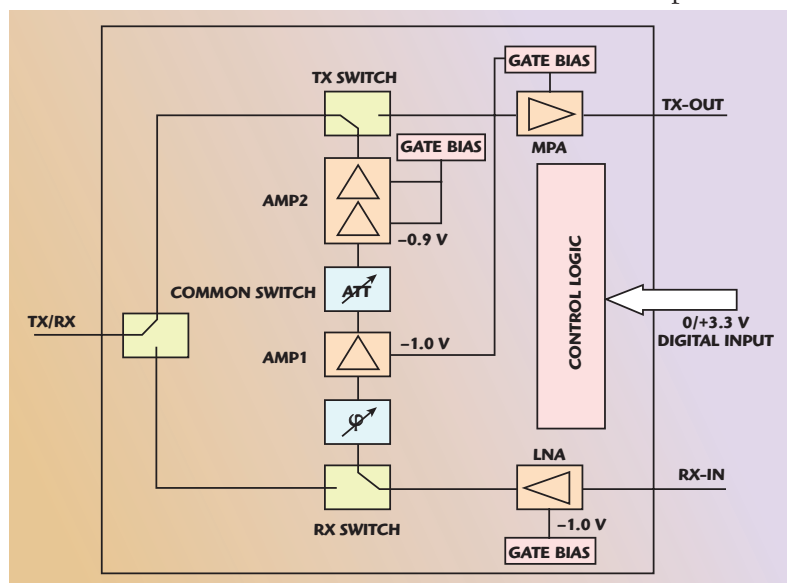 TX SWITCH
GATE BIAS
TX-OUT
MPA
GATE BIAS
AMP2
–0.9 V
COMMON SWITCH
ATT
CONTROL LOGIC
TX/RX
0/+3.3 V
DIGITAL INPUT
AMP1
–1.0 V
φ
LNA
RX-IN
RX SWITCH
–1.0 V
GATE BIAS